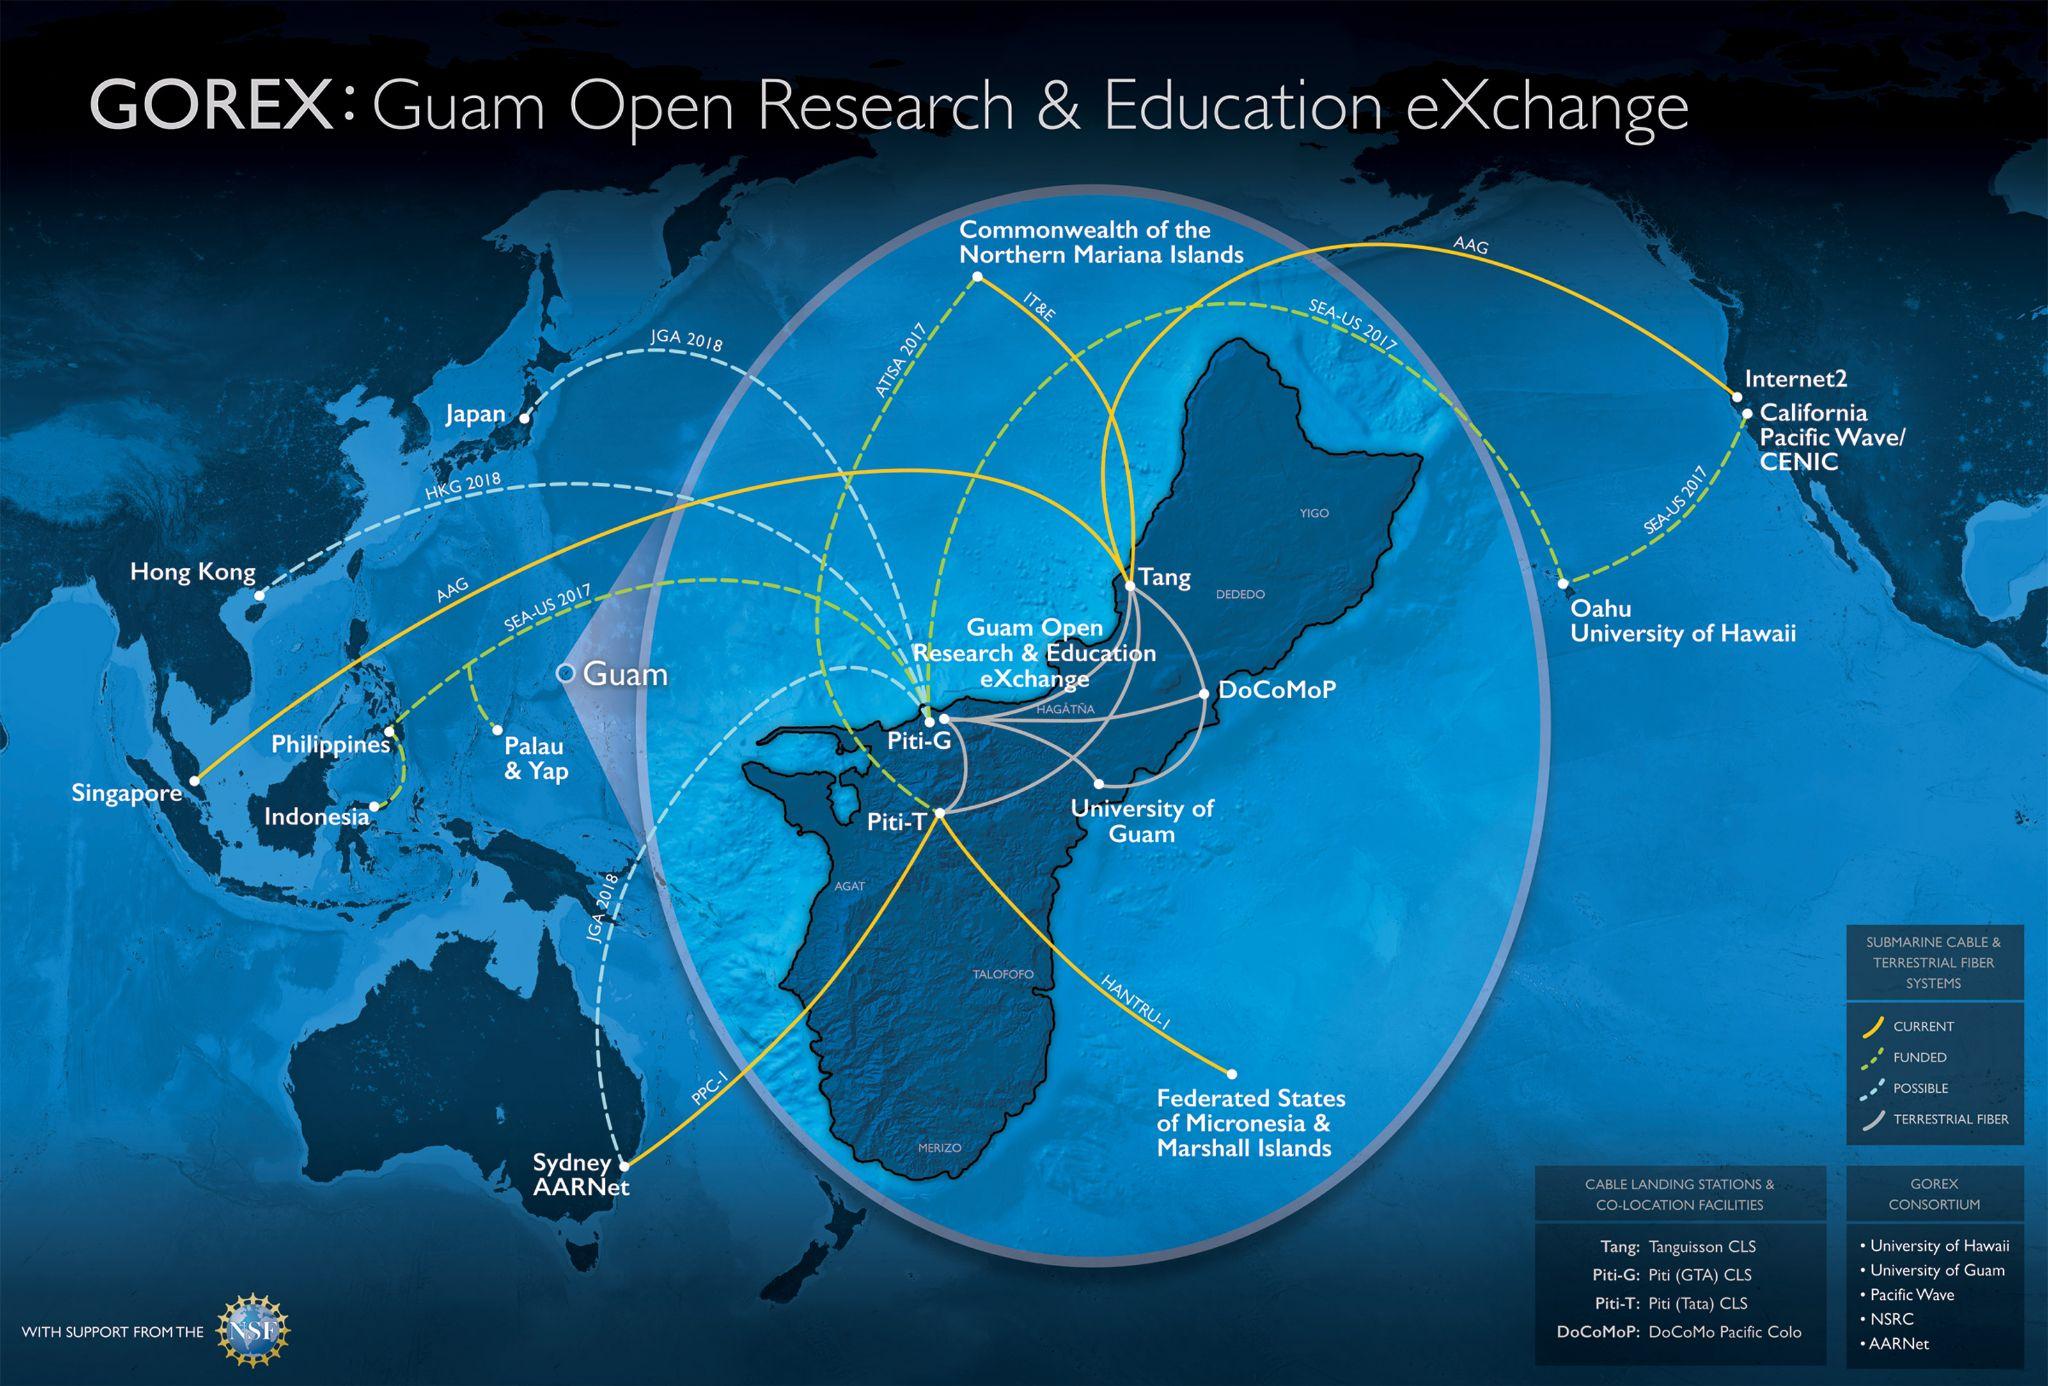 GOREX: Guam Open Research & Education eXchange
Commonwealth of the
Northern Mariana Islands
AAG
IT&E
SEA-US 2017
ATISA 2017
JGA 2018
Internet2
California
Pacific Wave/
CENIC
Japan
HKG 2018
SEA-US 2017
YIGO
Hong Kong
AAG
SEA-US 2017
Tang
DEDEDO
Oahu
University of Hawaii
Guam Open
Research & Education
eXchange
Guam
DoCoMoP
HAGÅTÑA
Piti-G
Philippines
Palau
& Yap
Singapore
Indonesia
Piti-T
University of
Guam
AGAT
JGA 2018
TALOFOFO
HANTRU-1
PPC-1
Federated States
of Micronesia &
Marshall Islands
MERIZO
Sydney
AARNet
SUBMARINE CABLE &
TERRESTRIAL FIBER
SYSTEMS
CURRENT
FUNDED
POSSIBLE
TERRESTRIAL FIBER
CABLE LANDING STATIONS &
CO-LOCATION FACILITIES
Tang: Tanguisson CLS
Piti-G: Piti (GTA) CLS
Piti-T: Piti (Tata) CLS
DoCoMoP: DoCoMo Pacific Colo
GOREX
CONSORTIUM
• University of Hawaii
• University of Guam
• Pacific Wave
• NSRC
• AARNet
WITH SUPPORT FROM THE
NSF